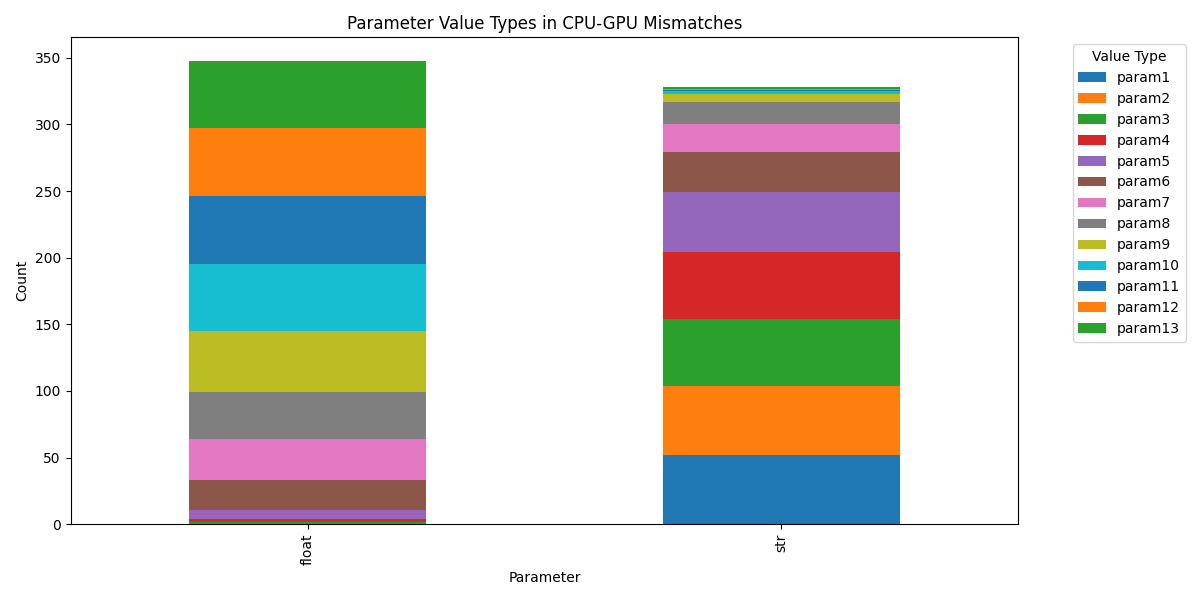 Parameter Value Types in CPU-GPU Mismatches
Count
350
300
250
200
150
100
50
0
float
str
Parameter
Value Type
param1
param2
param3
param4
param5
param6
param7
param8
param9
param10
param11
param12
param13